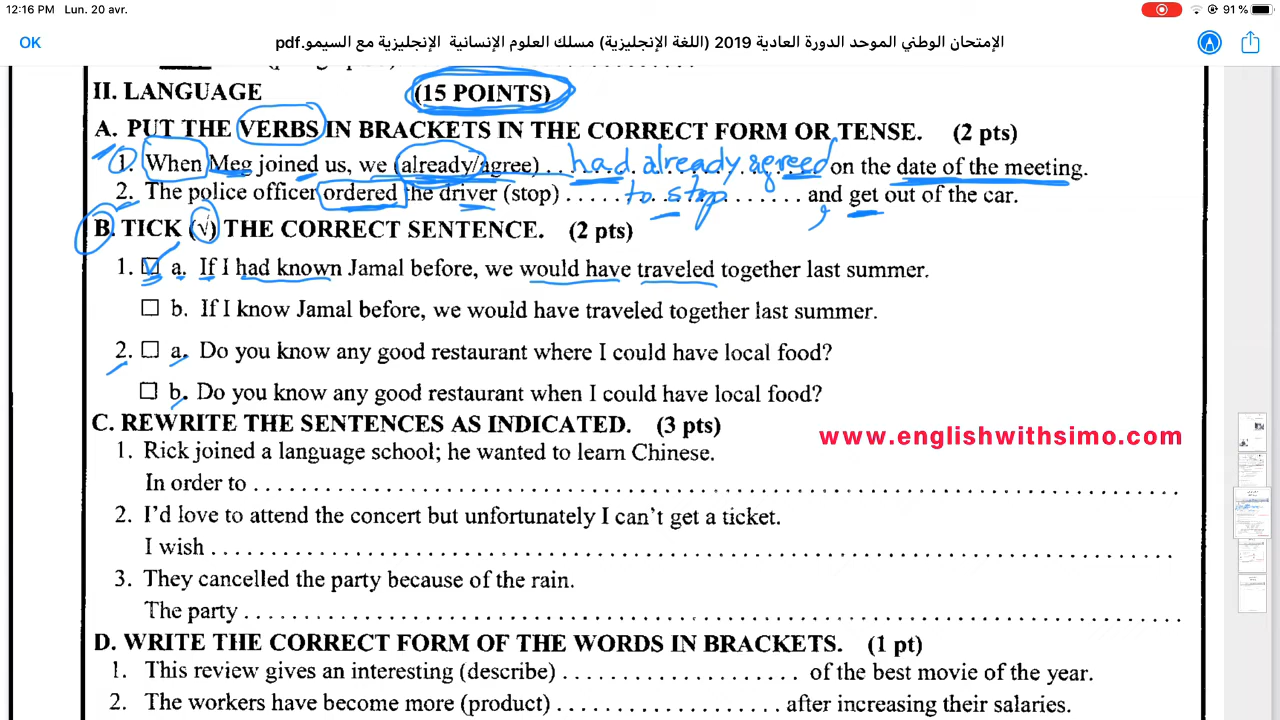 12:16 PM Lun. 20 avr. 91 %
OK الإمتحان الوطني الموحد الدورة العادية 2019 (اللغة الإنجليزية) مسلك العلوم الإنسانية الإنجليزية مع السيمو.pdf
II. LANGUAGE (15 POINTS)
A. PUT THE VERBS IN BRACKETS IN THE CORRECT FORM OR TENSE. (2 pts)
1. When Meg joined us, we (already/agree) . . had already agreed on the date of the meeting.
2. The police officer ordered the driver (stop) . . . . . to stop . . . . . . . . . and get out of the car.
B. TICK (√) THE CORRECT SENTENCE. (2 pts)
1. ☑ a. If I had known Jamal before, we would have traveled together last summer.
☐ b. If I know Jamal before, we would have traveled together last summer.
2. ☐ a. Do you know any good restaurant where I could have local food?
☐ b. Do you know any good restaurant when I could have local food?
C. REWRITE THE SENTENCES AS INDICATED. (3 pts)
www.englishwithsimo.com
1. Rick joined a language school; he wanted to learn Chinese.
In order to . . . . . . . . . . . . . . . . . . . . . . . . . . . . . .
2. I'd love to attend the concert but unfortunately I can't get a ticket.
I wish . . . . . . . . . . . . . . . . . . . . . . . . . . . . . .
3. They cancelled the party because of the rain.
The party . . . . . . . . . . . . . . . . . . . . . . . . . . . . . .
D. WRITE THE CORRECT FORM OF THE WORDS IN BRACKETS. (1 pt)
1. This review gives an interesting (describe) . . . . . . . . . . . . . . . . . . . . of the best movie of the year.
2. The workers have become more (product) . . . . . . . . . . . . . . . . . . . after increasing their salaries.